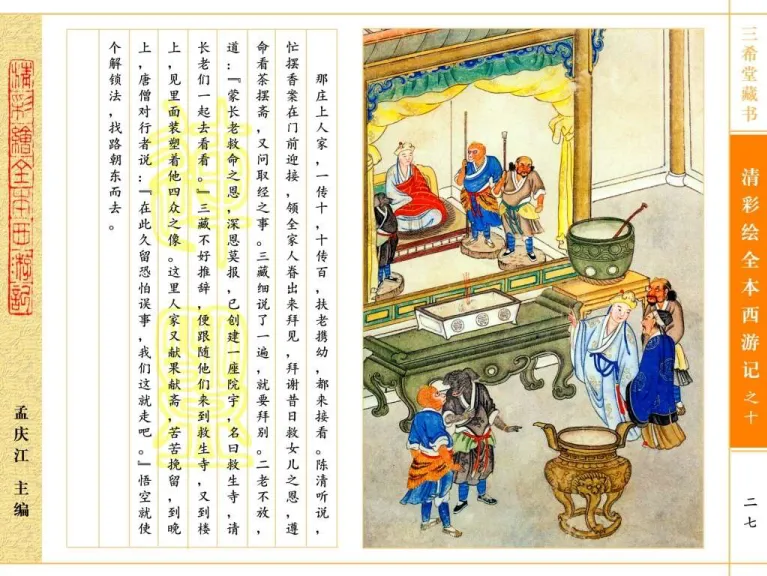 三希堂藏书
清彩绘全本西游记 之十
二七
那庄上人家，一传十，十传百，扶老携幼，都来接看。陈清听说，
忙摆香案在门前迎接，领全家人眷出来拜见，拜谢昔日救女儿之恩，遵
命看茶摆斋，又问取经之事。三藏细说了一遍，就要拜别。二老不放，
道：『蒙长老救命之恩，深恩莫报，已创建一座院宇，名曰救生寺，请
长老们一起去看看。』三藏不好推辞，便跟随他们来到救生寺，又到楼
上，见里面装塑着他四众之像。这里人家又献果献斋，苦苦挽留，到晚
上，唐僧对行者说：『在此久留恐怕误事，我们这就走吧。』悟空就使
个解锁法，找路朝东而去。
清彩繪全本西游記
孟庆江 主编